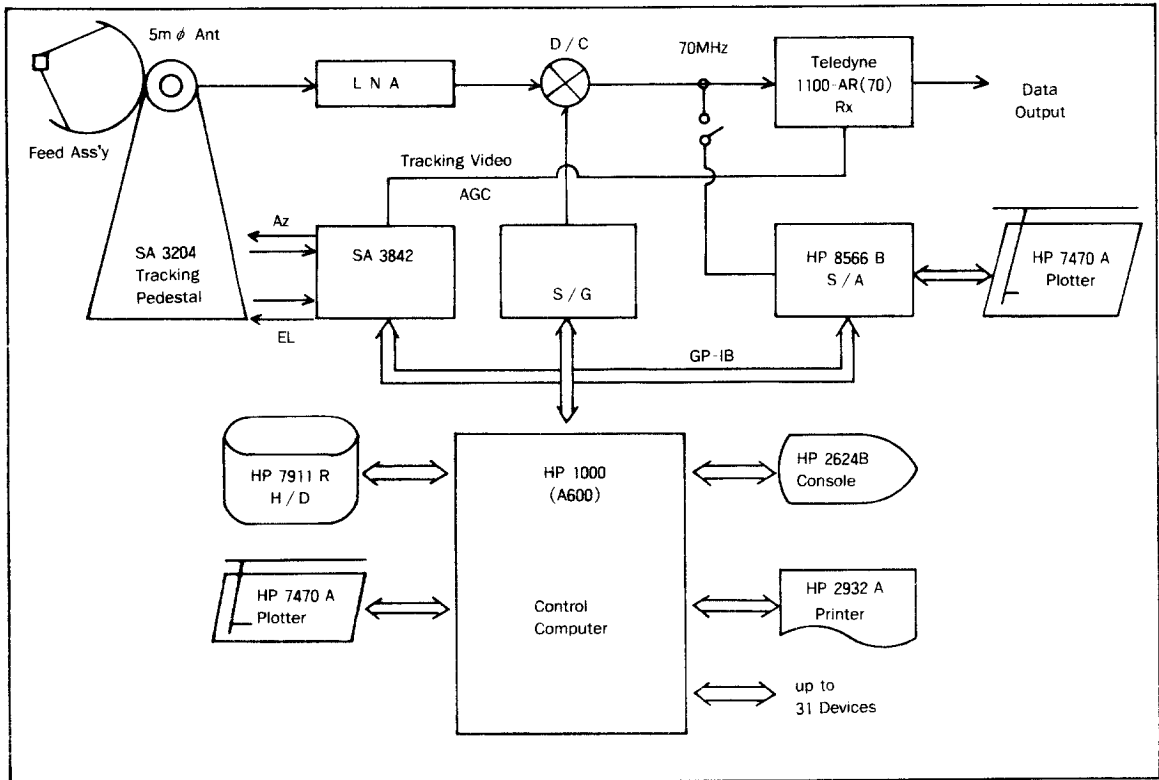 5m φ Ant
Feed Ass'y
L N A
D / C
70MHz
Teledyne
1100-AR(70)
Rx
Data
Output
Tracking Video
AGC
Az
EL
SA 3204
Tracking
Pedestal
SA 3842
S / G
HP 8566 B
S / A
HP 7470 A
Plotter
GP-IB
HP 7911 R
H / D
HP 1000
(A600)
HP 2624B
Console
HP 7470 A
Plotter
Control
Computer
HP 2932 A
Printer
up to
31 Devices